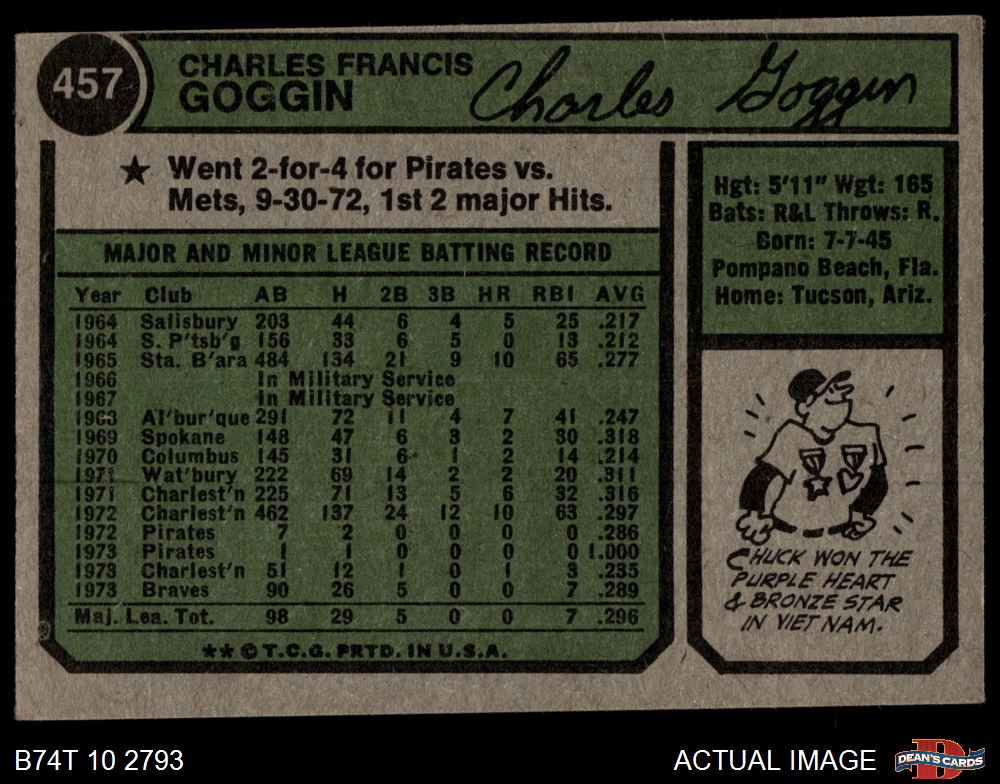 457
CHARLES FRANCIS
GOGGIN
Charles Goggin
★ Went 2-for-4 for Pirates vs.
Mets, 9-30-72, 1st 2 major Hits.
MAJOR AND MINOR LEAGUE BATTING RECORD
Year Club AB H 2B 3B HR RBI AVG
1964 Salisbury 203 44 6 4 5 25 .217
1964 S. P'tsb'g 156 33 6 5 0 13 .212
1965 Sta. B'ara 484 134 21 9 10 65 .277
1966 In Military Service
1967 In Military Service
1968 Al'bur'que 291 72 11 4 7 41 .247
1969 Spokane 148 47 6 3 2 30 .318
1970 Columbus 145 31 6 1 2 14 .214
1971 Wat'bury 222 69 14 2 2 20 .311
1971 Charlest'n 225 71 13 5 6 32 .316
1972 Charlest'n 462 137 24 12 10 63 .297
1972 Pirates 7 2 0 0 0 0 .286
1973 Pirates 1 1 0 0 0 0 1.000
1973 Charlest'n 51 12 1 0 1 3 .235
1973 Braves 90 26 5 0 0 7 .289
Maj. Lea. Tot. 98 29 5 0 0 7 .296
** © T.C.G. PRTD. IN U.S.A.
Hgt: 5'11" Wgt: 165
Bats: R&L Throws: R.
Born: 7-7-45
Pompano Beach, Fla.
Home: Tucson, Ariz.
CHUCK WON THE
PURPLE HEART
& BRONZE STAR
IN VIET NAM.
B74T 10 2793
ACTUAL IMAGE
DEAN'S CARDS